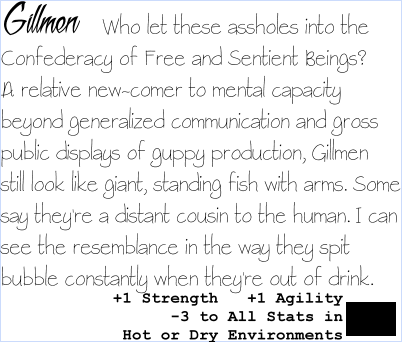 Gillmen Who let these assholes into the
Confederacy of Free and Sentient Beings?
A relative new-comer to mental capacity
beyond generalized communication and gross
public displays of guppy production, Gillmen
still look like giant, standing fish with arms. Some
say they're a distant cousin to the human. I can
see the resemblance in the way they spit
bubble constantly when they're out of drink.
+1 Strength +1 Agility
-3 to All Stats in
Hot or Dry Environments